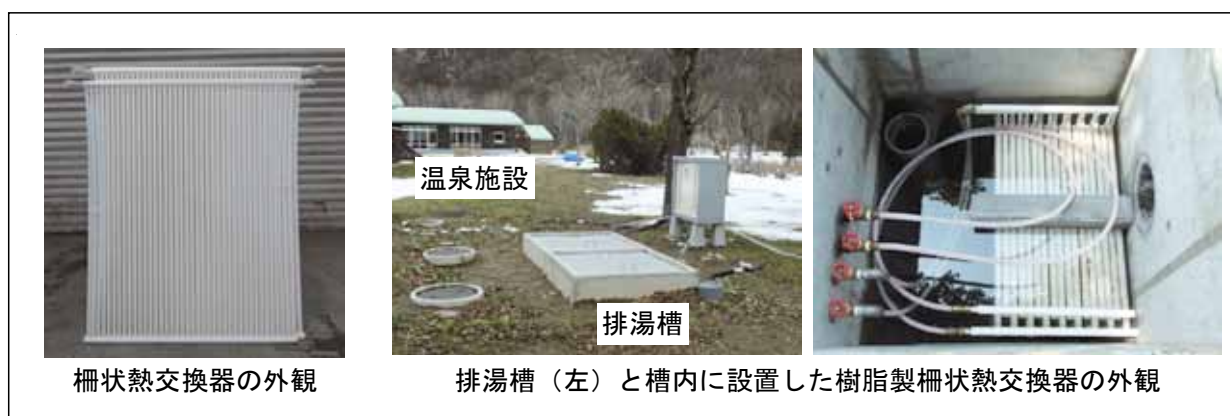 温泉施設
排湯槽
柵状熱交換器の外観
排湯槽（左）と槽内に設置した樹脂製柵状熱交換器の外観